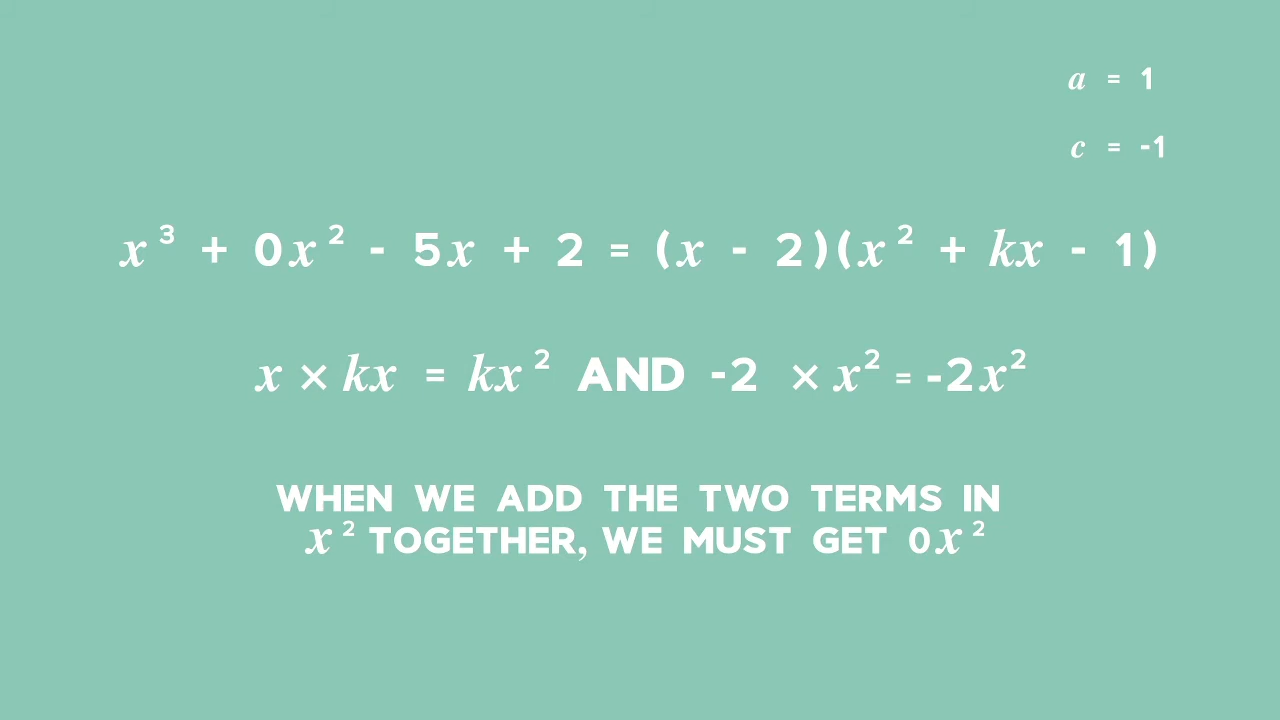 a = 1
c = -1
x³ + 0x² - 5x + 2 = (x - 2)(x² + kx - 1)
x × kx = kx² AND -2 × x² = -2x²
WHEN WE ADD THE TWO TERMS IN
x² TOGETHER, WE MUST GET 0x²